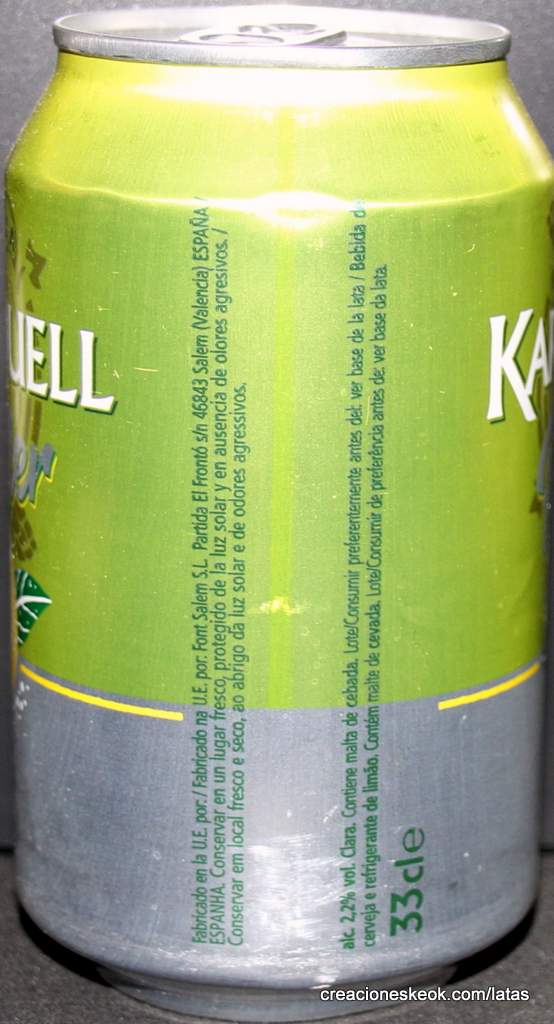 UELL
er
KA
Fabricado en la U.E. por: / Fabricado na U.E. por: Font Salem S.L. Partida El Frontó s/n 46843 Salem (Valencia) ESPAÑA /
ESPANHA. Conservar en un lugar fresco, protegido de la luz solar y en ausencia de olores agresivos. /
Conservar em local fresco e seco, ao abrigo da luz solar e de odores agressivos.
alc. 2,2% vol. Clara. Contiene malta de cebada. Lote/Consumir preferentemente antes del: ver base de la lata / Bebida de
cerveja e refrigerante de limão. Contém malte de cevada. Lote/Consumir de preferência antes de: ver base da lata.
33 cl e
creacioneskeok.com/latas